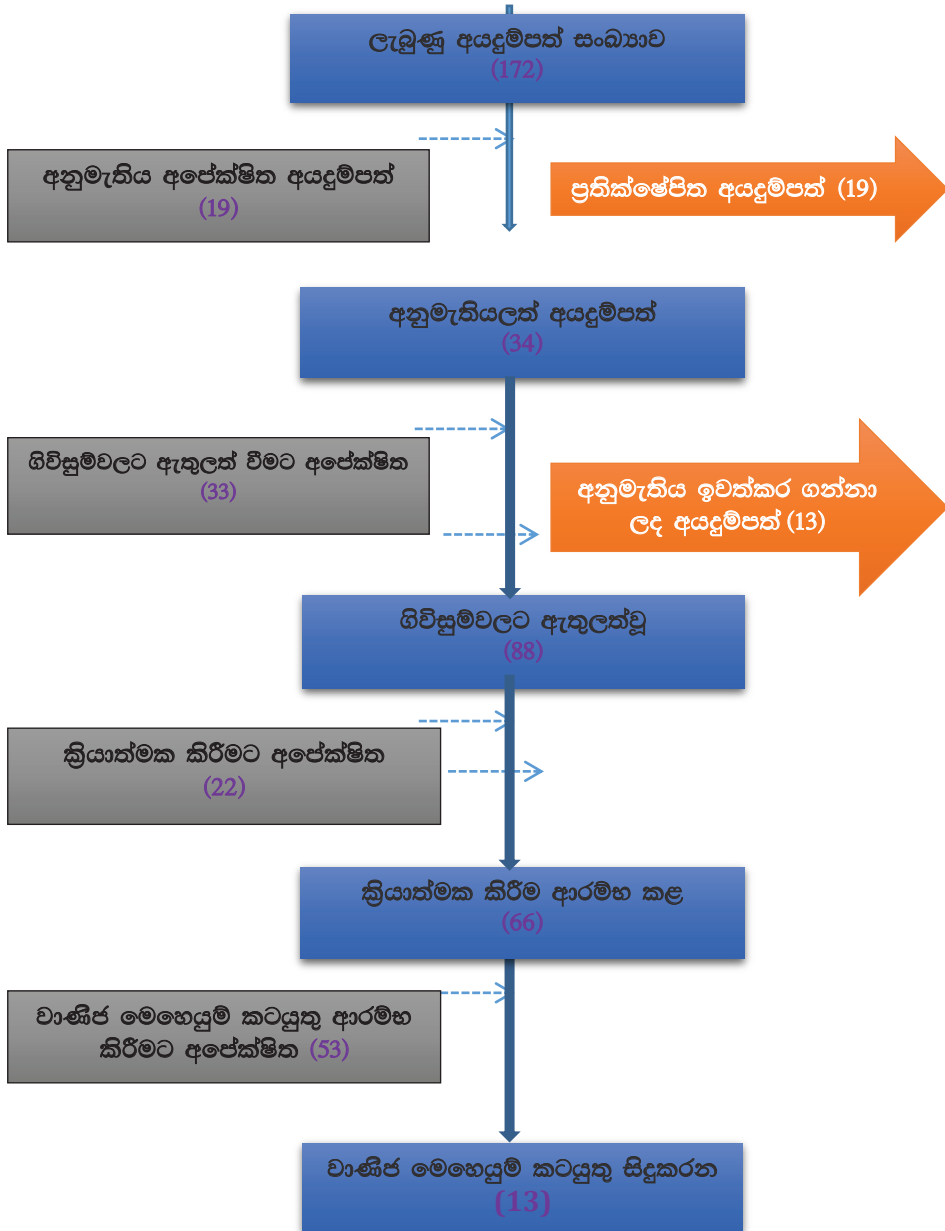 ලැබුණු අයදුම්පත් සංඛ්‍යාව
(172)
අනුමැතිය අපේක්ෂිත අයදුම්පත්
(19)
ප්‍රතික්ෂේපිත අයදුම්පත් (19)
අනුමැතියලත් අයදුම්පත්
(34)
ගිවිසුම්වලට ඇතුලත් වීමට අපේක්ෂිත
(33)
අනුමැතිය ඉවත්කර ගන්නා
ලද අයදුම්පත් (13)
ගිවිසුම්වලට ඇතුලත්වූ
(88)
ක්‍රියාත්මක කිරීමට අපේක්ෂිත
(22)
ක්‍රියාත්මක කිරීම ආරම්භ කළ
(66)
වාණිජ මෙහෙයුම් කටයුතු ආරම්භ
කිරීමට අපේක්ෂිත (53)
වාණිජ මෙහෙයුම් කටයුතු සිදුකරන
(13)